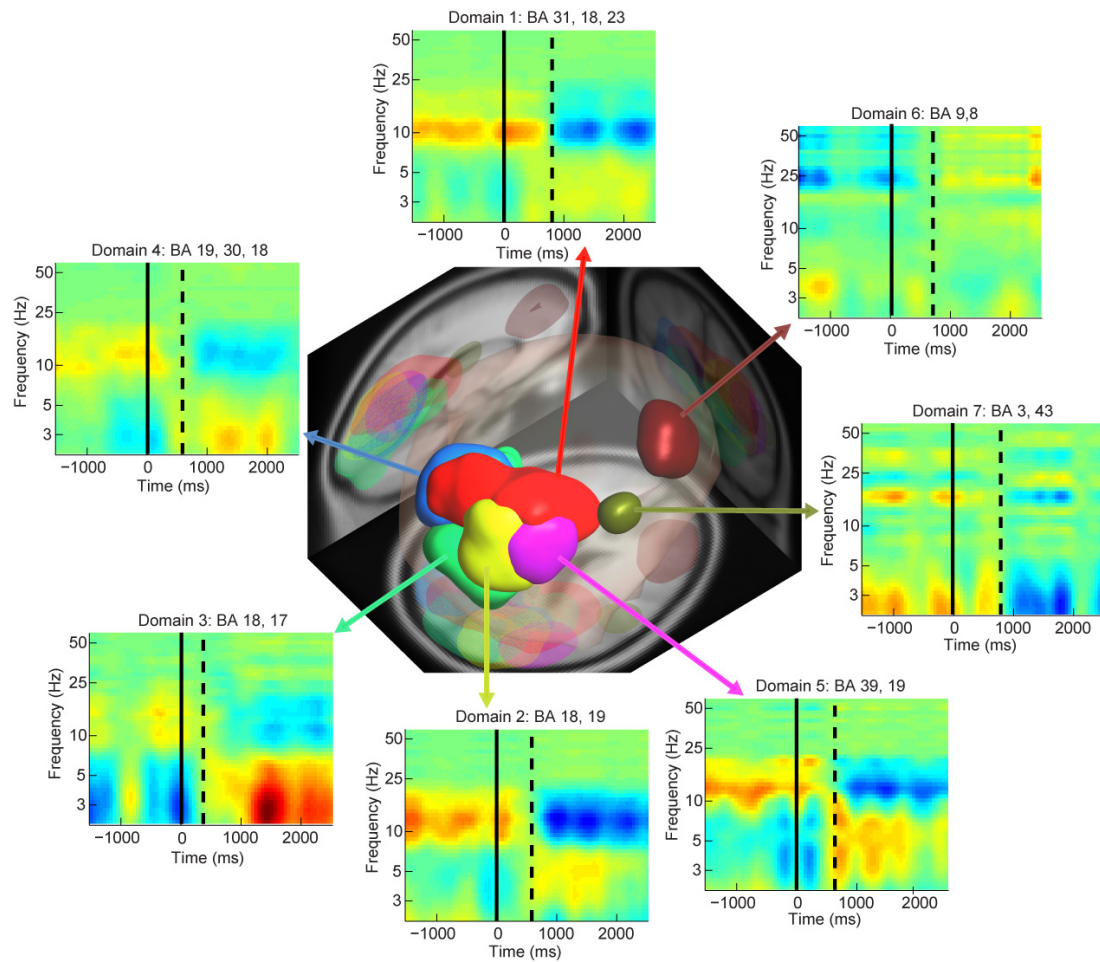 Domain 1: BA 31, 18, 23
Frequency (Hz)
50
25
10
5
3
−1000 0 1000 2000
Time (ms)
Domain 6: BA 9,8
Frequency (Hz)
50
25
10
5
3
−1000 0 1000 2000
Time (ms)
Domain 4: BA 19, 30, 18
Frequency (Hz)
50
25
10
5
3
−1000 0 1000 2000
Time (ms)
Domain 7: BA 3, 43
Frequency (Hz)
50
25
10
5
3
−1000 0 1000 2000
Time (ms)
Domain 3: BA 18, 17
Frequency (Hz)
50
25
10
5
3
−1000 0 1000 2000
Time (ms)
Domain 2: BA 18, 19
Frequency (Hz)
50
25
10
5
3
−1000 0 1000 2000
Time (ms)
Domain 5: BA 39, 19
Frequency (Hz)
50
25
10
5
3
−1000 0 1000 2000
Time (ms)